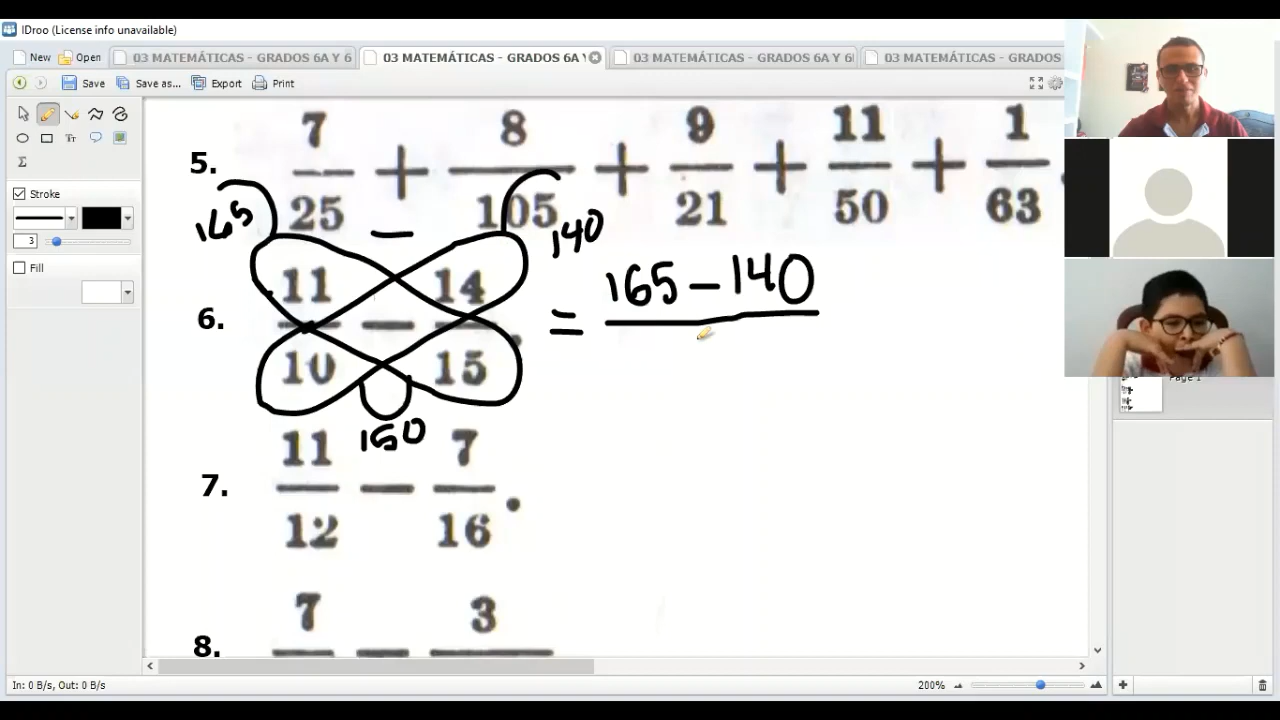 IDroo (License info unavailable)
New Open 03 MATEMÁTICAS - GRADOS 6A Y 6 03 MATEMÁTICAS - GRADOS 6A Y 03 MATEMÁTICAS - GRADOS 6A Y 6 03 MATEMÁTICAS - GRADOS
Save Save as... Export Print
Tr
Σ
Stroke
3
Fill
5. 7/25 + 8/105 + 9/21 + 11/50 + 1/63.
165 − 140
6. 11/10 − 14/15. = 165 − 140
150
7. 11/12 − 7/16.
8. 7 − 3
Page 1
In: 0 B/s, Out: 0 B/s 200%